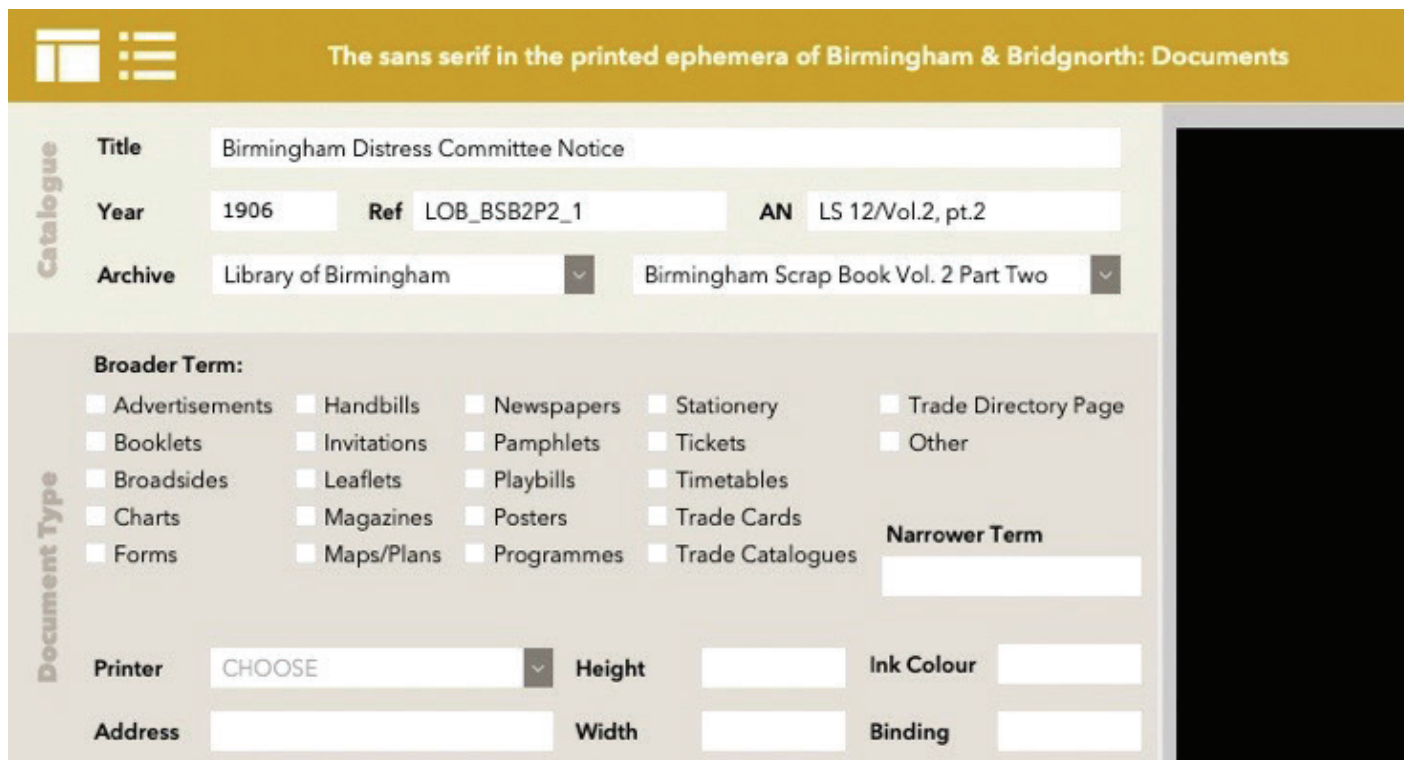 The sans serif in the printed ephemera of Birmingham & Bridgnorth: Documents
Catalogue
Title Birmingham Distress Committee Notice
Year 1906 Ref LOB_BSB2P2_1 AN LS 12/Vol.2, pt.2
Archive Library of Birmingham Birmingham Scrap Book Vol. 2 Part Two
Document Type
Broader Term:
Advertisements Handbills Newspapers Stationery Trade Directory Page
Booklets Invitations Pamphlets Tickets Other
Broadsides Leaflets Playbills Timetables
Charts Magazines Posters Trade Cards
Narrower Term
Forms Maps/Plans Programmes Trade Catalogues
Printer CHOOSE Height Ink Colour
Address Width Binding